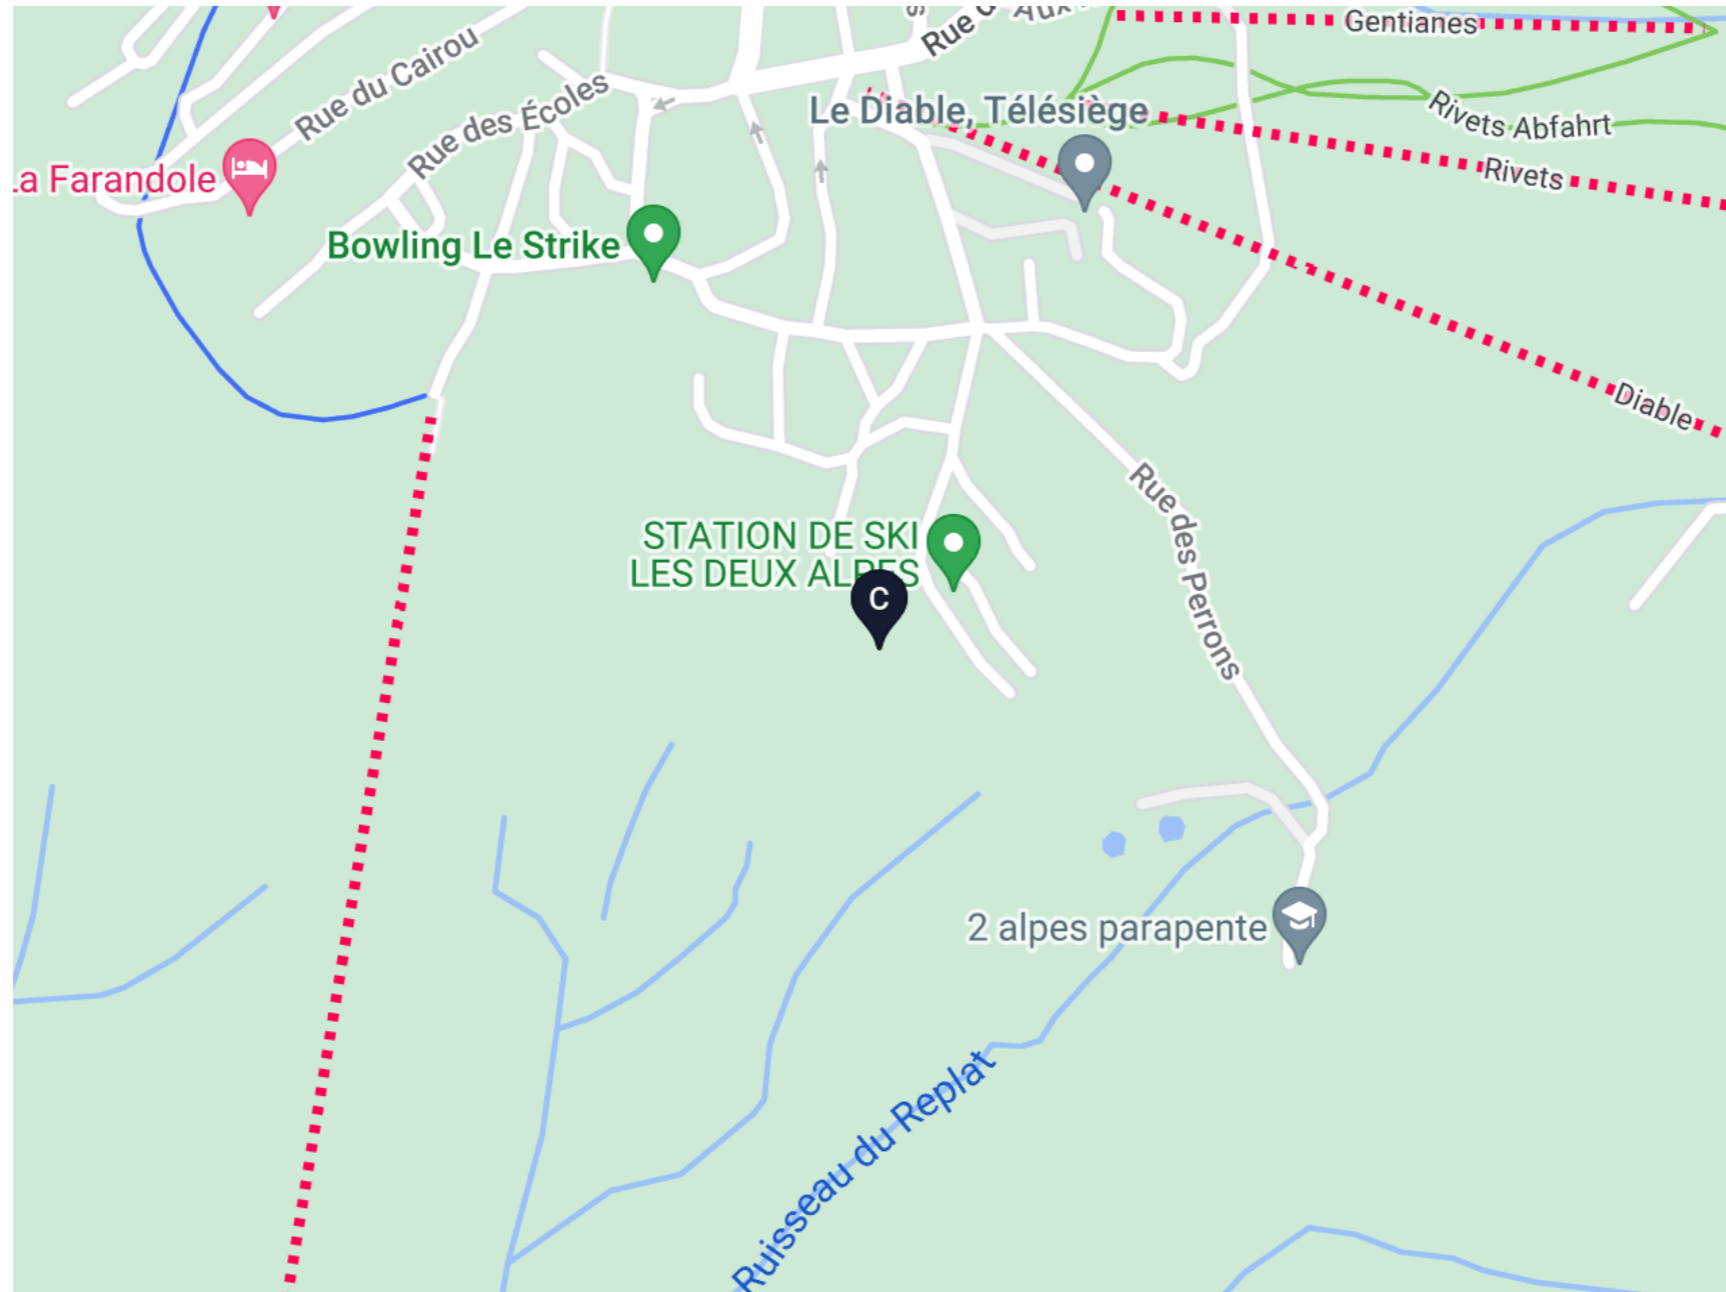 Gentianes
Rue du Cairou
Rue des Écoles
Le Diable, Télésiège
Rivets Abfahrt
Rivets
La Farandole
Bowling Le Strike
Diable
Rue des Perrons
STATION DE SKI
LES DEUX ALPES
C
2 alpes parapente
Ruisseau du Replat